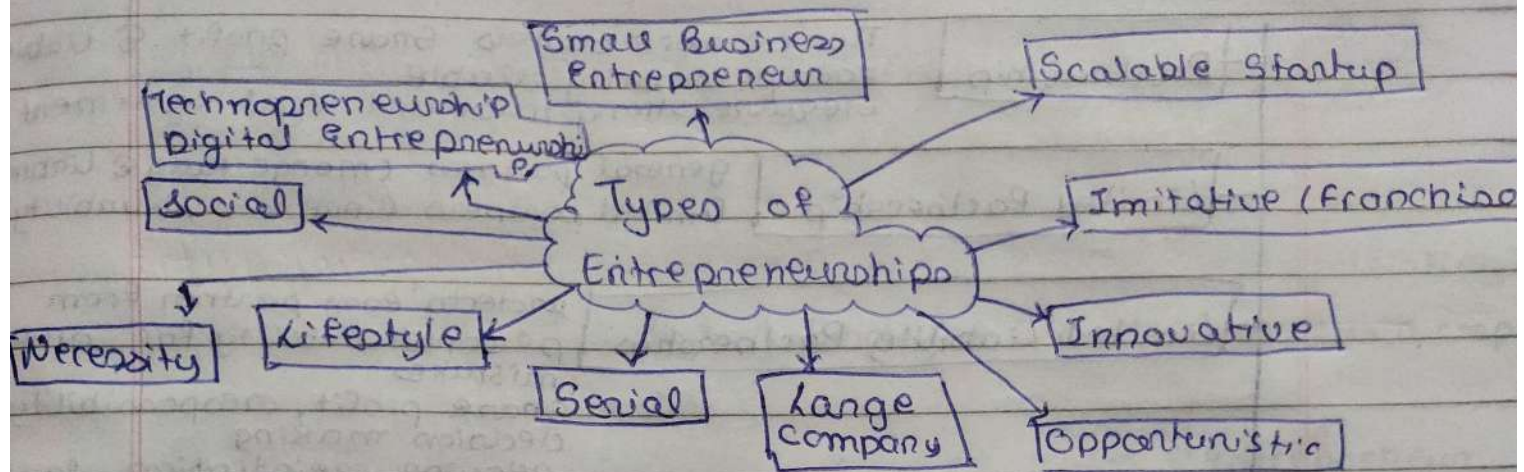 Small Business
Entrepreneur
Scalable Startup
Technopreneurship
Digital Entreprenurship
Social
Types of
Entrepreneurships
Imitative (Franchise
Necessity
Lifestyle
Serial
Large
Company
Innovative
Opportunistic